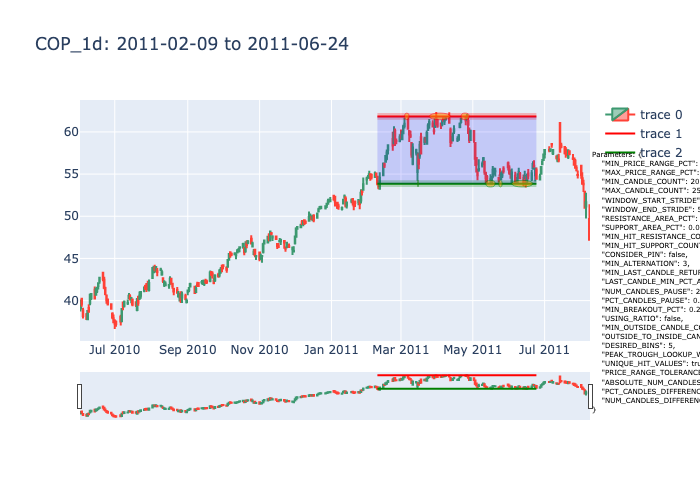 COP_1d: 2011-02-09 to 2011-06-24
60
55
50
45
40
Jul 2010
Sep 2010
Nov 2010
Jan 2011
Mar 2011
May 2011
Jul 2011
trace 0
trace 1
trace 2
Parameters: {
"MIN_PRICE_RANGE_PCT":
"MAX_PRICE_RANGE_PCT":
"MIN_CANDLE_COUNT": 20
"MAX_CANDLE_COUNT": 25
"WINDOW_START_STRIDE"
"WINDOW_END_STRIDE":
"RESISTANCE_AREA_PCT":
"SUPPORT_AREA_PCT": 0.0
"MIN_HIT_RESISTANCE_CO
"MIN_HIT_SUPPORT_COUNT
"CONSIDER_PIN": false,
"MIN_ALTERNATION": 3,
"MIN_LAST_CANDLE_RETUR
"LAST_CANDLE_MIN_PCT_A
"NUM_CANDLES_PAUSE": 2
"PCT_CANDLES_PAUSE": 0.
"MIN_BREAKOUT_PCT": 0.2
"USING_RATIO": false,
"MIN_OUTSIDE_CANDLE_CO
"OUTSIDE_TO_INSIDE_CAN
"DESIRED_BINS": 5,
"PEAK_TROUGH_LOOKUP_W
"UNIQUE_HIT_VALUES": tru
"PRICE_RANGE_TOLERANC
"ABSOLUTE_NUM_CANDLES
"PCT_CANDLES_DIFFERENC
"NUM_CANDLES_DIFFEREN
}